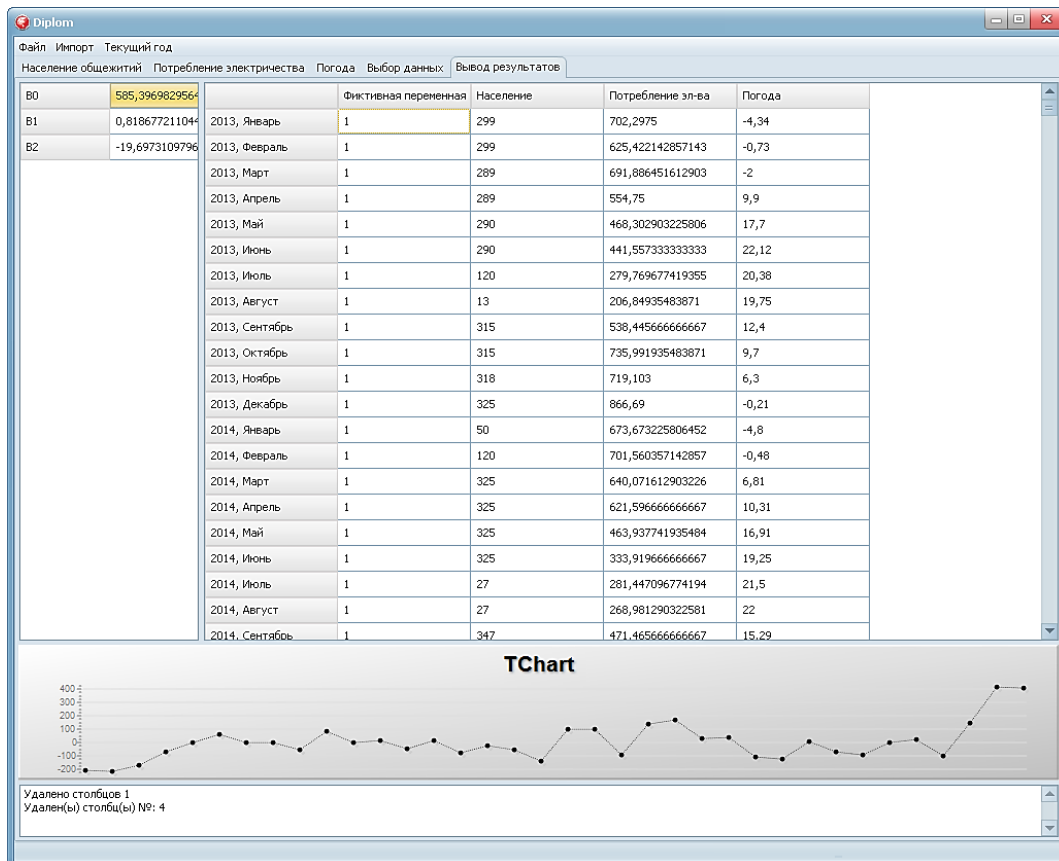 Diplom
Файл Импорт Текущий год
Население общежитий Потребление электричества Погода Выбор данных Вывод результатов
B0 585,3969829564
B1 0,818677211044
B2 -19,6973109796
Фиктивная переменная Население Потребление эл-ва Погода
2013, Январь 1 299 702,2975 -4,34
2013, Февраль 1 299 625,422142857143 -0,73
2013, Март 1 289 691,886451612903 -2
2013, Апрель 1 289 554,75 9,9
2013, Май 1 290 468,302903225806 17,7
2013, Июнь 1 290 441,557333333333 22,12
2013, Июль 1 120 279,769677419355 20,38
2013, Август 1 13 206,84935483871 19,75
2013, Сентябрь 1 315 538,445666666667 12,4
2013, Октябрь 1 315 735,991935483871 9,7
2013, Ноябрь 1 318 719,103 6,3
2013, Декабрь 1 325 866,69 -0,21
2014, Январь 1 50 673,673225806452 -4,8
2014, Февраль 1 120 701,560357142857 -0,48
2014, Март 1 325 640,071612903226 6,81
2014, Апрель 1 325 621,596666666667 10,31
2014, Май 1 325 463,937741935484 16,91
2014, Июнь 1 325 333,919666666667 19,25
2014, Июль 1 27 281,447096774194 21,5
2014, Август 1 27 268,981290322581 22
2014, Сентябрь 1 347 471,465666666667 15,29
TChart
400
300
200
100
0
-100
-200
Удалено столбцов 1
Удален(ы) столбц(ы) №: 4